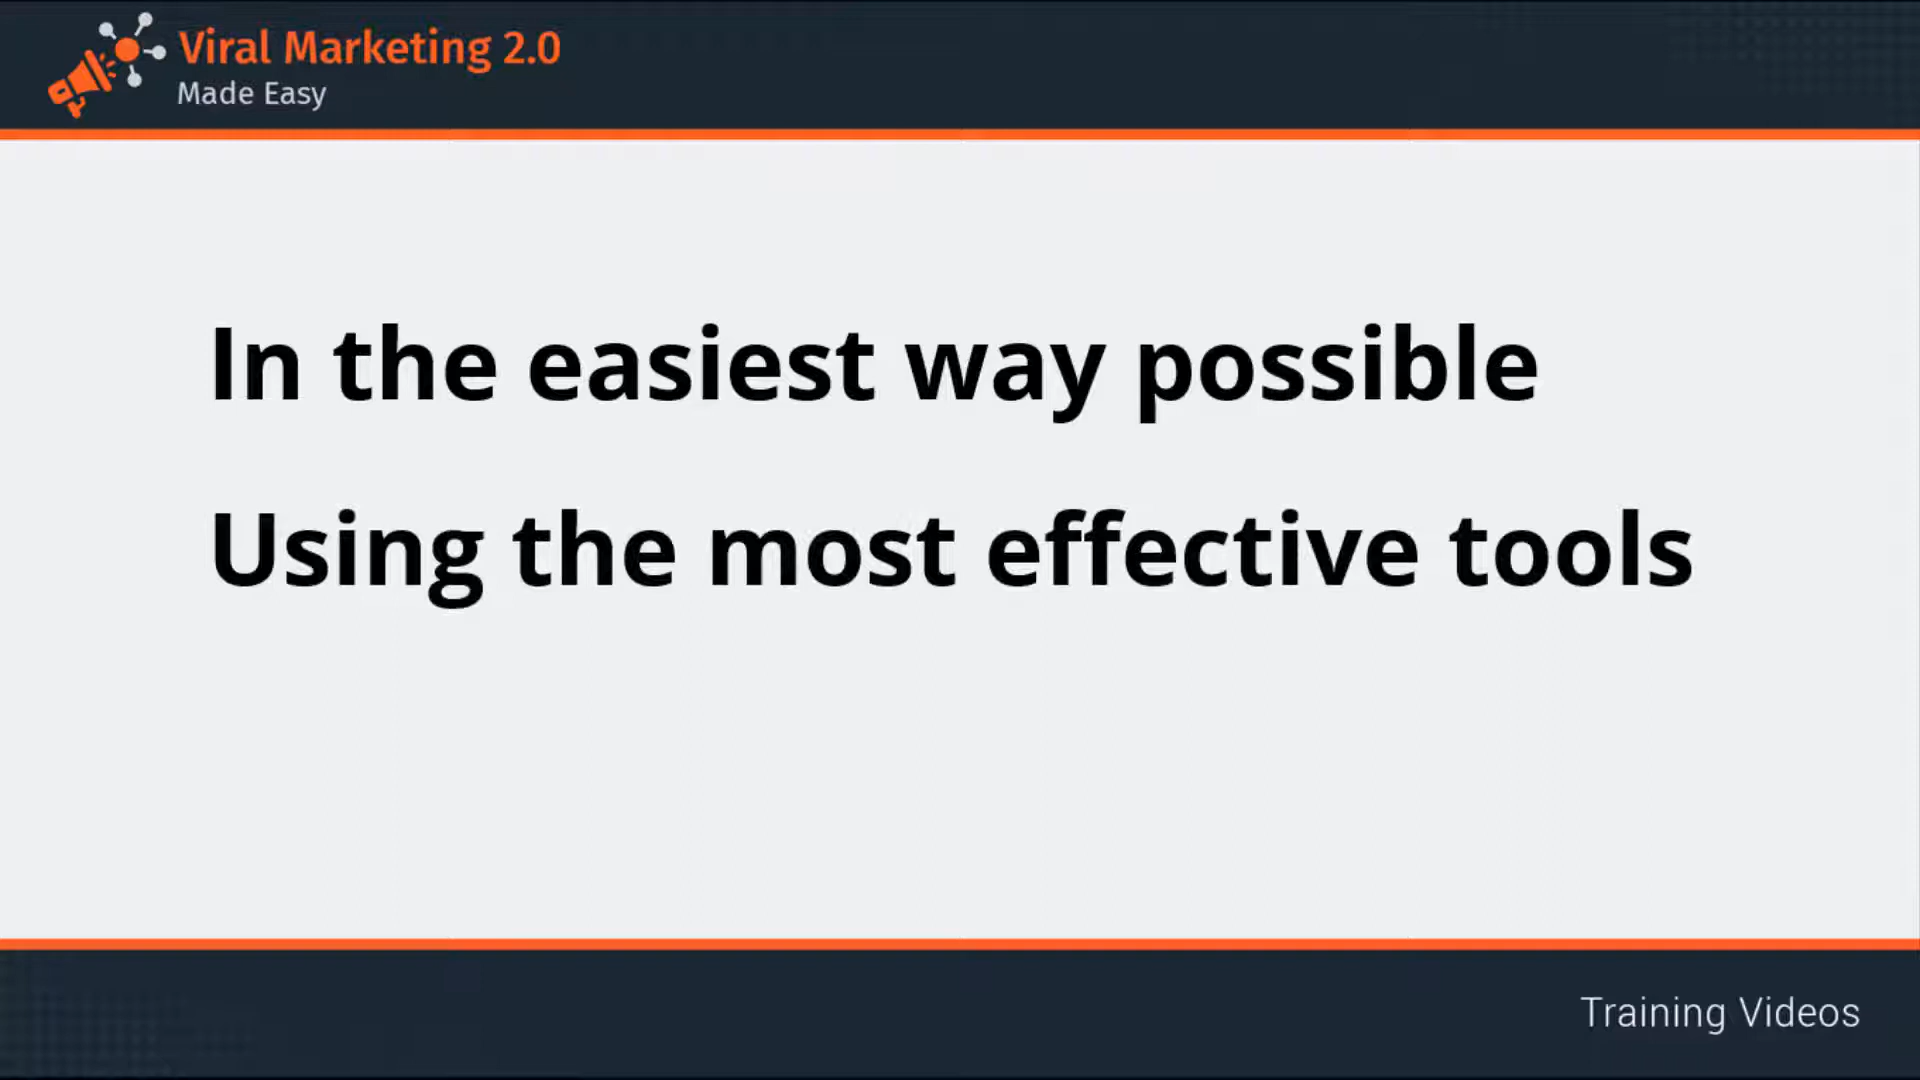 Viral Marketing 2.0
Made Easy
In the easiest way possible
Using the most effective tools
Training Videos